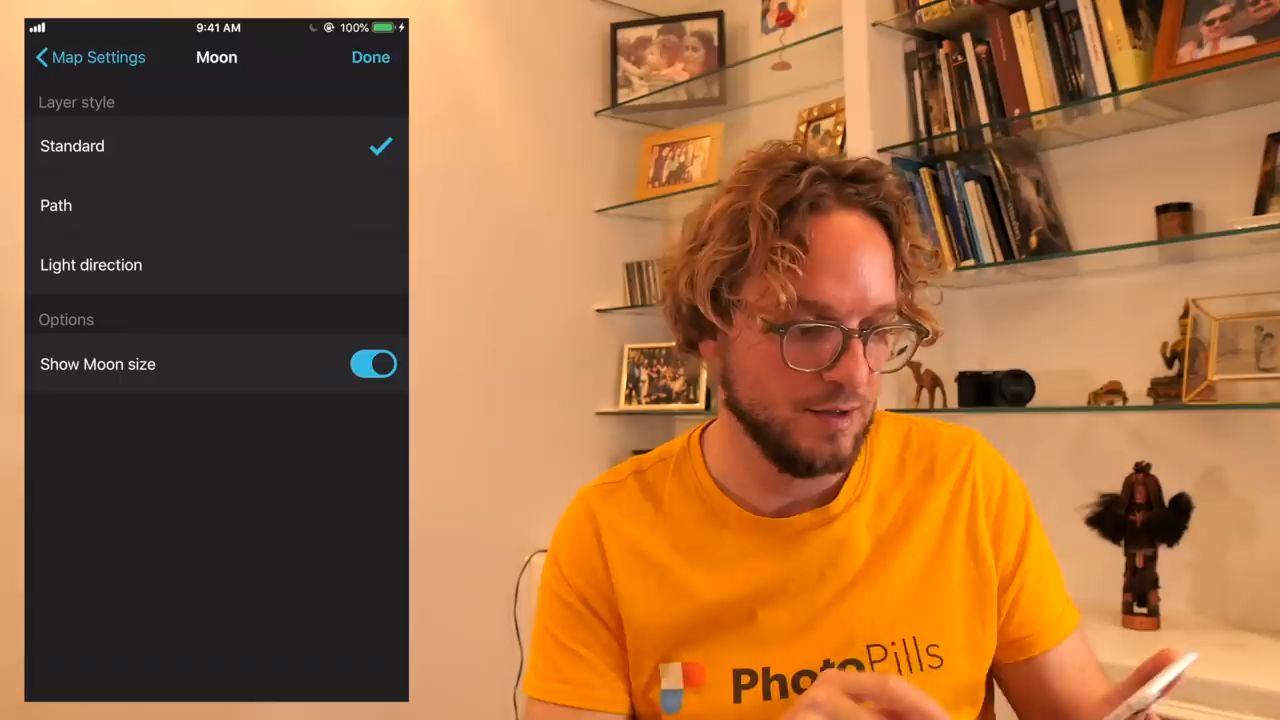 9:41 AM
100%
Map Settings
Moon
Done
Layer style
Standard
Path
Light direction
Options
Show Moon size
PhotoPills